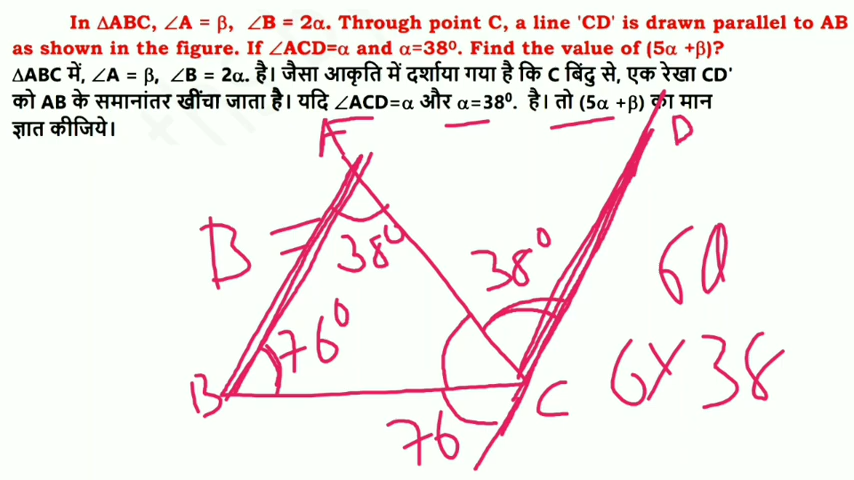 In ΔABC, ∠A = β, ∠B = 2α. Through point C, a line 'CD' is drawn parallel to AB
as shown in the figure. If ∠ACD=α and α=38⁰. Find the value of (5α +β)?
ΔABC में, ∠A = β, ∠B = 2α. है। जैसा आकृति में दर्शाया गया है कि C बिंदु से, एक रेखा CD'
को AB के समानांतर खींचा जाता है। यदि ∠ACD=α और α=38⁰. है। तो (5α +β) का मान
ज्ञात कीजिये।
A
D
B
38⁰
38⁰
6α
76⁰
6×38
B
C
76